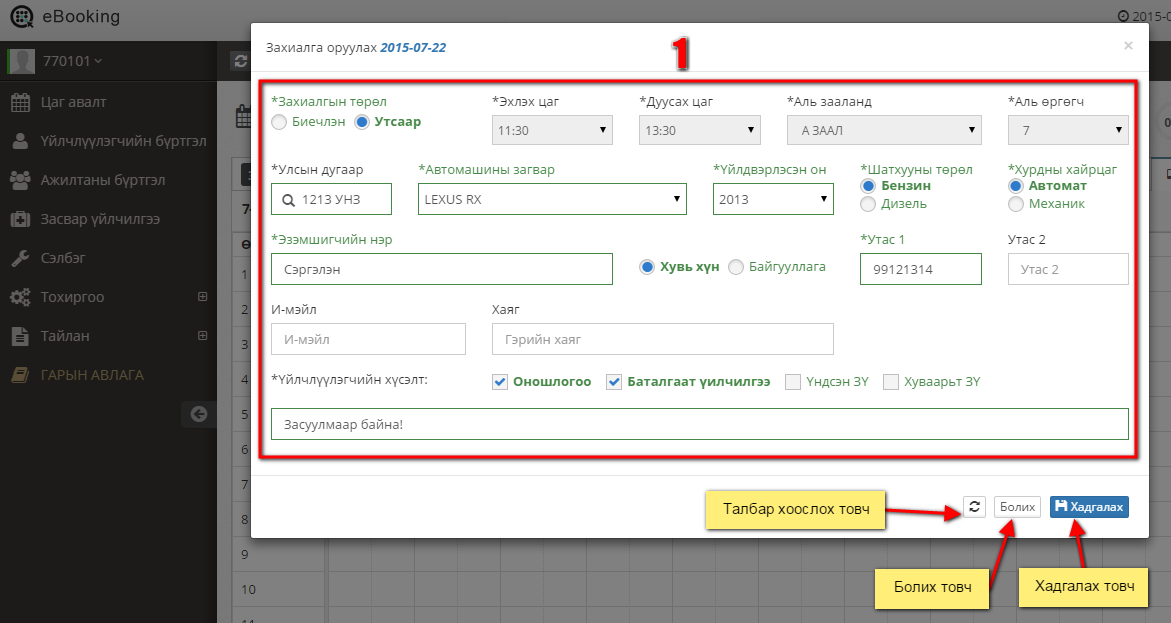 eBooking
2015-0
770101
Цаг авалт
Үйлчлүүлэгчийн бүртгэл
Ажилтаны бүртгэл
Засвар үйлчилгээ
Сэлбэг
Тохиргоо
Тайлан
ГАРЫН АВЛАГА
Захиалга оруулах 2015-07-22
×
1
*Захиалгын төрөл *Эхлэх цаг *Дуусах цаг *Аль зааланд *Аль өргөгч
Биечлэн Утсаар 11:30 13:30 А ЗААЛ 7
*Улсын дугаар *Автомашины загвар *Үйлдвэрлэсэн он *Шатхууны төрөл *Хурдны хайрцаг
1213 УНЗ LEXUS RX 2013 Бензин Автомат
Дизель Механик
*Эзэмшигчийн нэр *Утас 1 Утас 2
Сэргэлэн Хувь хүн Байгууллага 99121314 Утас 2
И-мэйл Хаяг
И-мэйл Гэрийн хаяг
*Үйлчлүүлэгчийн хүсэлт: Оношлогоо Баталгаат үилчилгээ Үндсэн ЗҮ Хуваарьт ЗҮ
Засуулмаар байна!
Талбар хоослох товч
Болих Хадгалах
Болих товч
Хадгалах товч
1
2
3
4
5
6
7
8
9
10